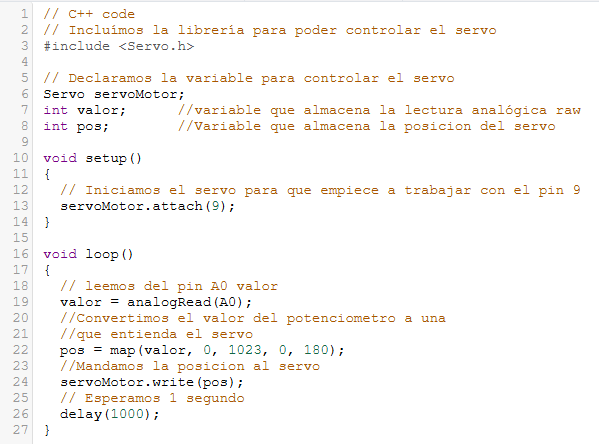 1 // C++ code
2 // Incluímos la librería para poder controlar el servo
3 #include <Servo.h>
4
5 // Declaramos la variable para controlar el servo
6 Servo servoMotor;
7 int valor;      //variable que almacena la lectura analógica raw
8 int pos;        //Variable que almacena la posicion del servo
9
10 void setup()
11 {
12   // Iniciamos el servo para que empiece a trabajar con el pin 9
13   servoMotor.attach(9);
14 }
15
16 void loop()
17 {
18   // leemos del pin A0 valor
19   valor = analogRead(A0);
20   //Convertimos el valor del potenciometro a una
21   //que entienda el servo
22   pos = map(valor, 0, 1023, 0, 180);
23   //Mandamos la posicion al servo
24   servoMotor.write(pos);
25   // Esperamos 1 segundo
26   delay(1000);
27 }